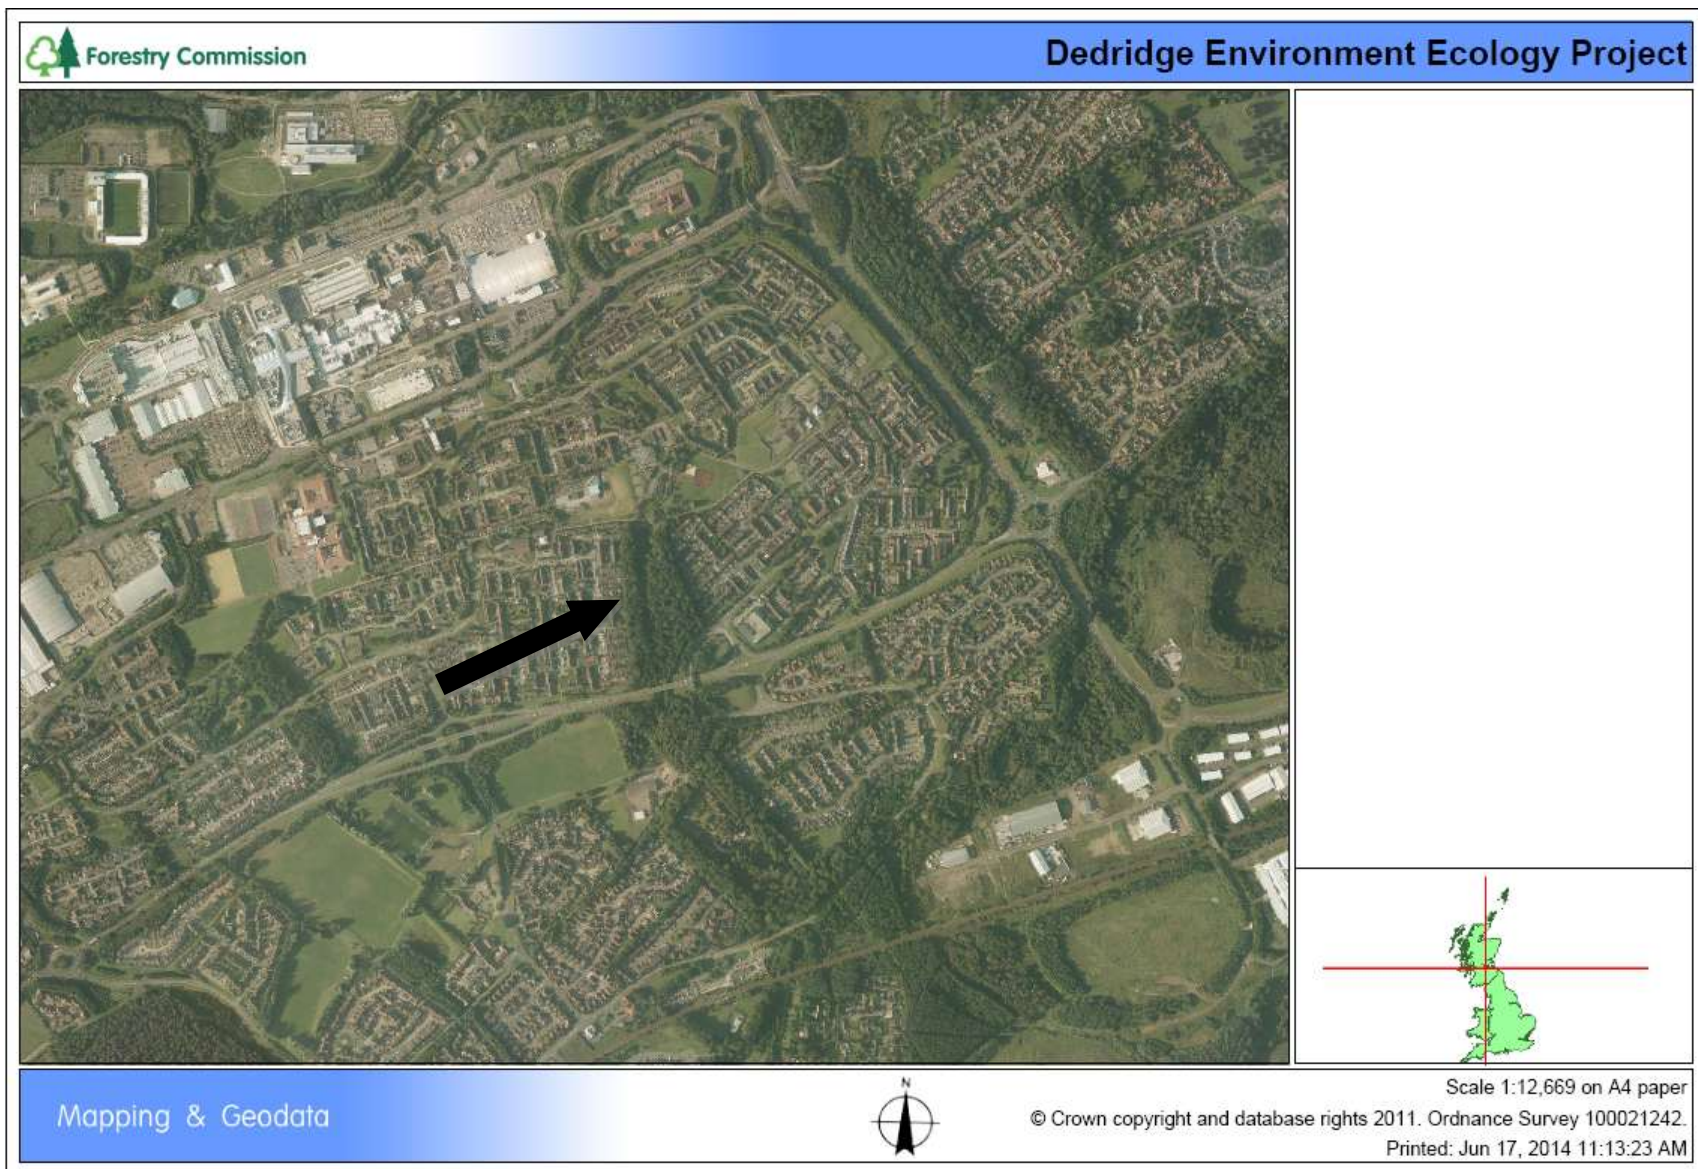 Forestry Commission
Dedridge Environment Ecology Project
Mapping & Geodata
N
Scale 1:12,669 on A4 paper
© Crown copyright and database rights 2011. Ordnance Survey 100021242.
Printed: Jun 17, 2014 11:13:23 AM